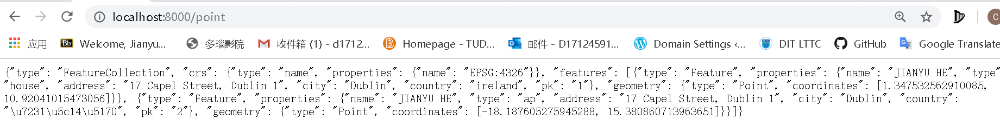 localhost:8000/point
C
应用 Bb Welcome, Jianyu... 多瑙影院 收件箱 (1) - d1712... Homepage - TUD... 邮件 - D17124591... Domain Settings ‹... DIT LTTC GitHub Google Translate
{"type": "FeatureCollection", "crs": {"type": "name", "properties": {"name": "EPSG:4326"}}, "features": [{"type": "Feature", "properties": {"name": "JIANYU HE", "type"
"house", "address": "17 Capel Street, Dublin 1", "city": "Dublin", "country": "ireland", "pk": "1"}, "geometry": {"type": "Point", "coordinates": [1.347532562910085,
10.92041015473056]}}, {"type": "Feature", "properties": {"name": "JIANYU HE", "type": "ap", "address": "17 Capel Street, Dublin 1", "city": "Dublin", "country":
"\u7231\u5c14\u5170", "pk": "2"}, "geometry": {"type": "Point", "coordinates": [-18.187605275945288, 15.380860713963651]}}]}